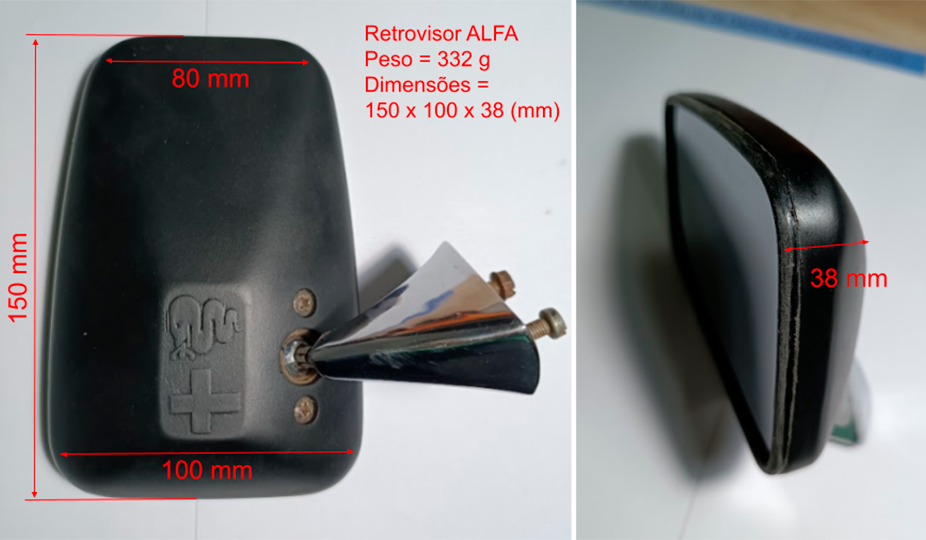 Retrovisor ALFA
Peso = 332 g
Dimensões =
150 x 100 x 38 (mm)
80 mm
150 mm
100 mm
38 mm